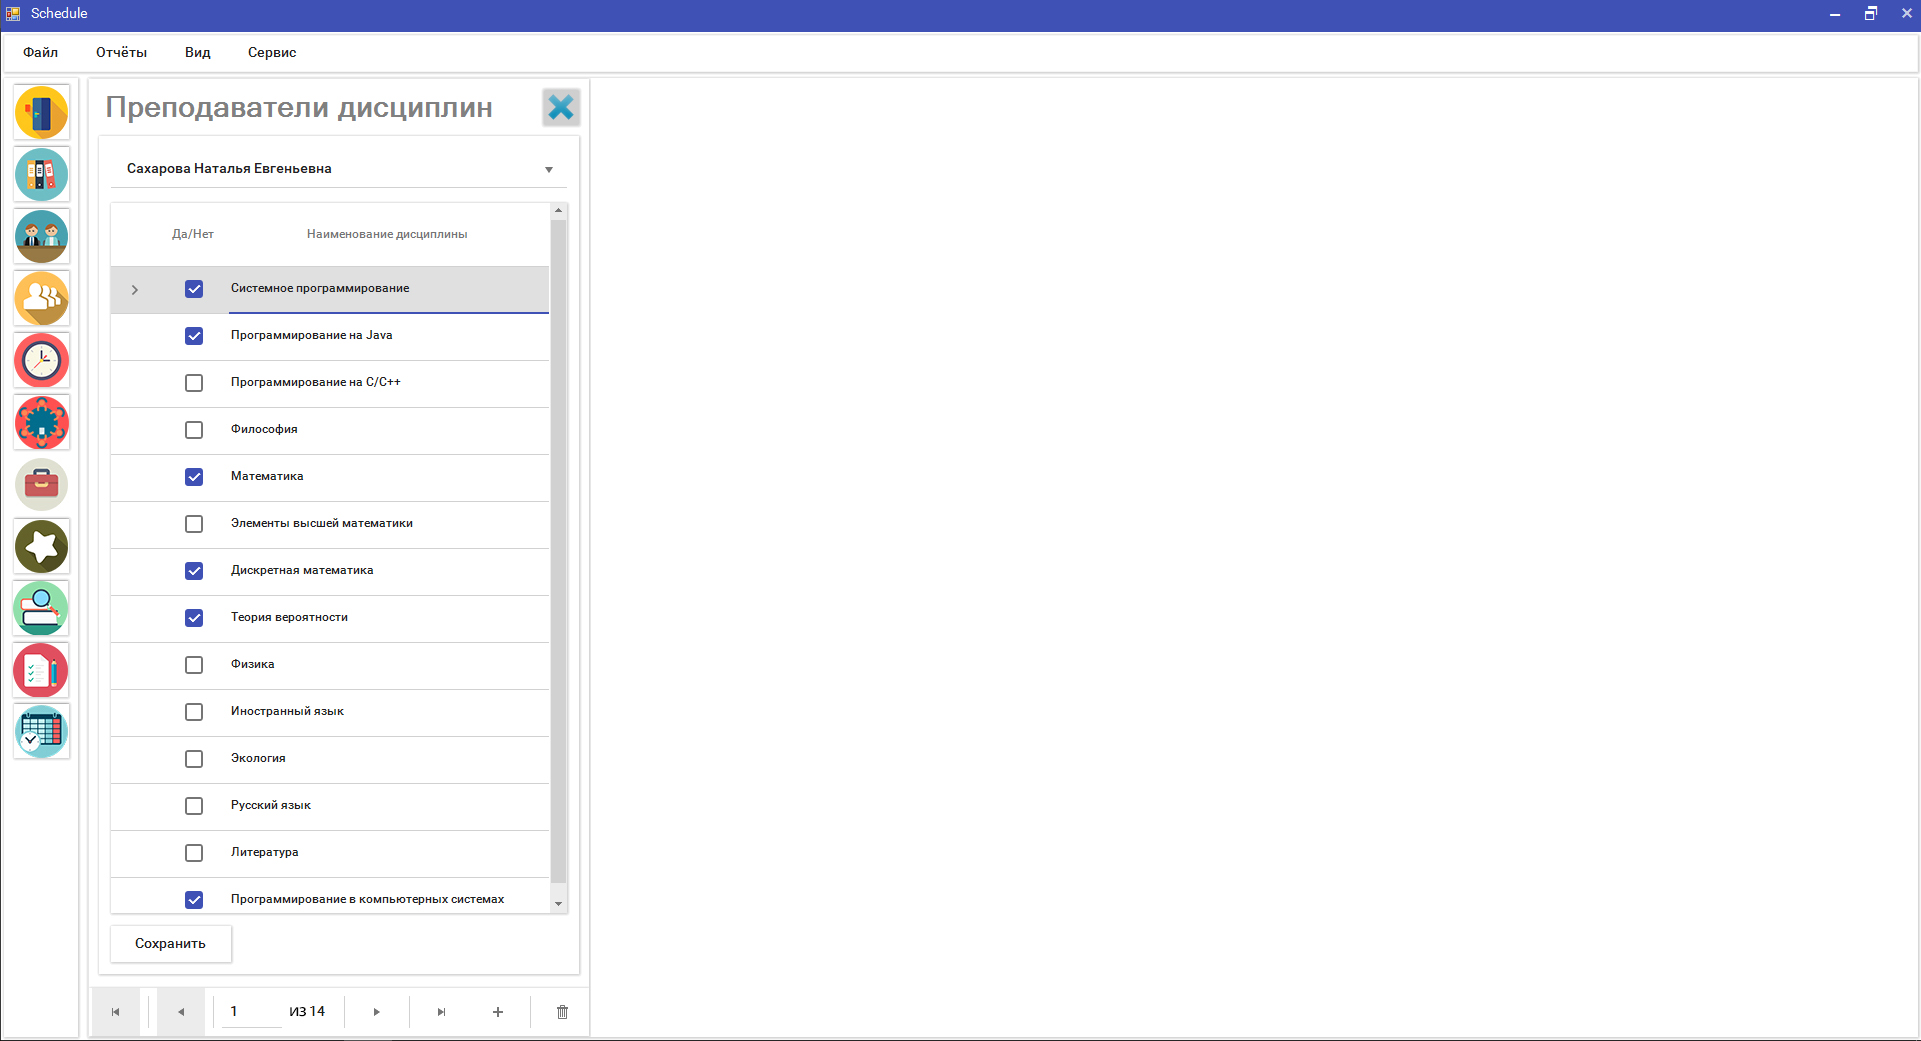 Schedule
Файл Отчёты Вид Сервис
Преподаватели дисциплин
Сахарова Наталья Евгеньевна
Да/Нет Наименование дисциплины
Системное программирование
Программирование на Java
Программирование на C/C++
Философия
Математика
Элементы высшей математики
Дискретная математика
Теория вероятности
Физика
Иностранный язык
Экология
Русский язык
Литература
Программирование в компьютерных системах
Сохранить
1 из 14